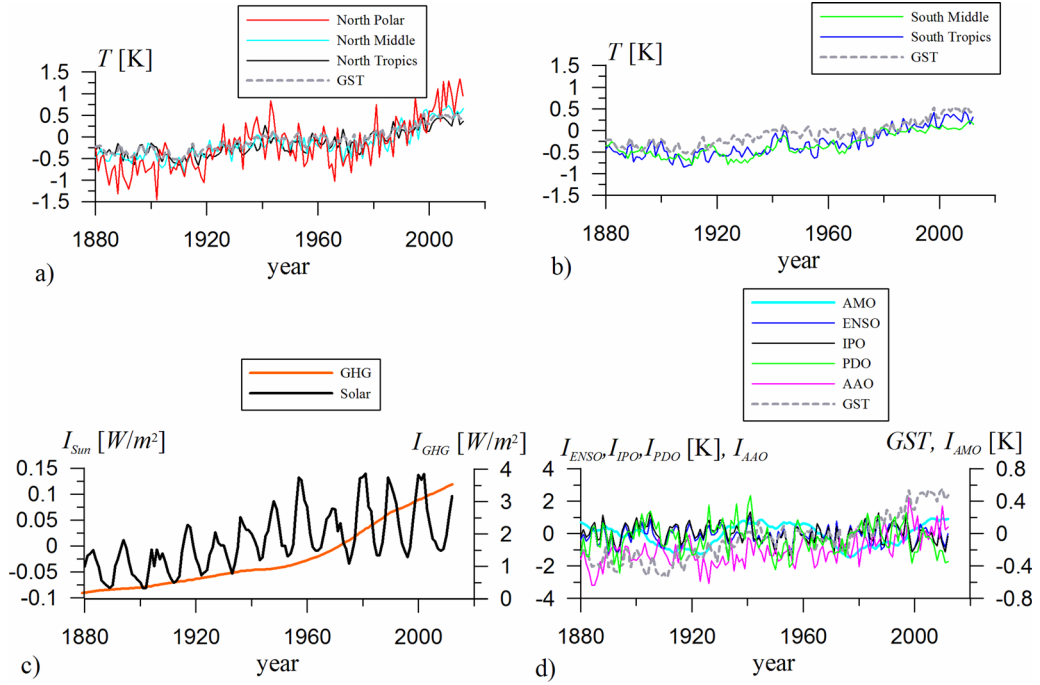 North Polar
North Middle
North Tropics
GST
T [K]
1.5
1
0.5
0
-0.5
-1
-1.5
1880 1920 1960 2000
year
a)
South Middle
South Tropics
GST
T [K]
1.5
1
0.5
0
-0.5
-1
-1.5
1880 1920 1960 2000
year
b)
GHG
Solar
I_Sun [W/m²] I_GHG [W/m²]
0.15 4
0.1 3
0.05
0 2
-0.05 1
-0.1 0
1880 1920 1960 2000
year
c)
AMO
ENSO
IPO
PDO
AAO
GST
I_ENSO, I_IPO, I_PDO [K], I_AAO GST, I_AMO [K]
4 0.8
2 0.4
0 0
-2 -0.4
-4 -0.8
1880 1920 1960 2000
year
d)